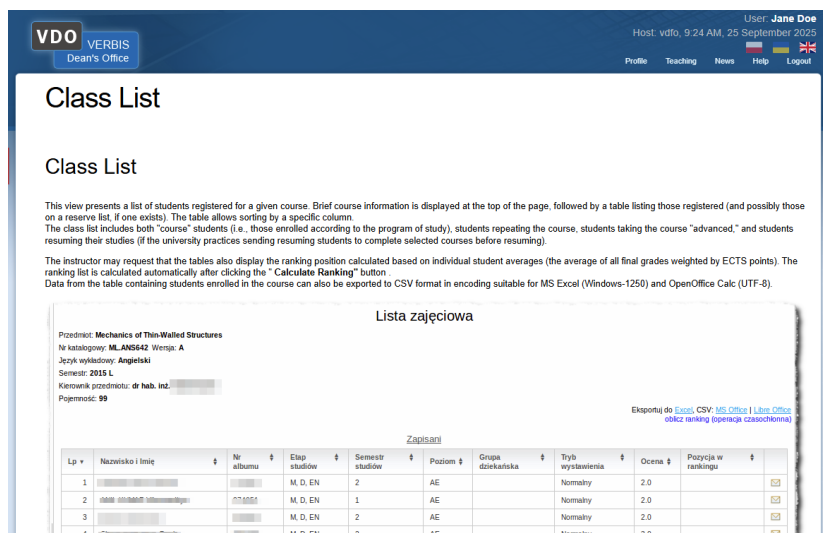 VDO
VERBIS
Dean's Office
User: Jane Doe
Host: vdfo, 9:24 AM, 25 September 2025
Profile Teaching News Help Logout
Class List
Class List
This view presents a list of students registered for a given course. Brief course information is displayed at the top of the page, followed by a table listing those registered (and possibly those
on a reserve list, if one exists). The table allows sorting by a specific column.
The class list includes both "course" students (i.e., those enrolled according to the program of study), students repeating the course, students taking the course "advanced," and students
resuming their studies (if the university practices sending resuming students to complete selected courses before resuming).
The instructor may request that the tables also display the ranking position calculated based on individual student averages (the average of all final grades weighted by ECTS points). The
ranking list is calculated automatically after clicking the " Calculate Ranking" button .
Data from the table containing students enrolled in the course can also be exported to CSV format in encoding suitable for MS Excel (Windows-1250) and OpenOffice Calc (UTF-8).
Lista zajęciowa
Przedmiot: Mechanics of Thin-Walled Structures
Nr katalogowy: ML.ANS642 Wersja: A
Język wykładowy: Angielski
Semestr: 2015 L
Kierownik przedmiotu: dr hab. inż.
Pojemność: 99
Eksportuj do Excel, CSV: MS Office | Libre Office
oblicz ranking (operacja czasochłonna)
Zapisani
Lp Nazwisko i Imię Nr albumu Etap studiów Semestr studiów Poziom Grupa dziekańska Tryb wystawienia Ocena Pozycja w rankingu
1 M, D, EN 2 AE Normalny 2.0
2 M, D, EN 1 AE Normalny 2.0
3 M, D, EN 2 AE Normalny 2.0